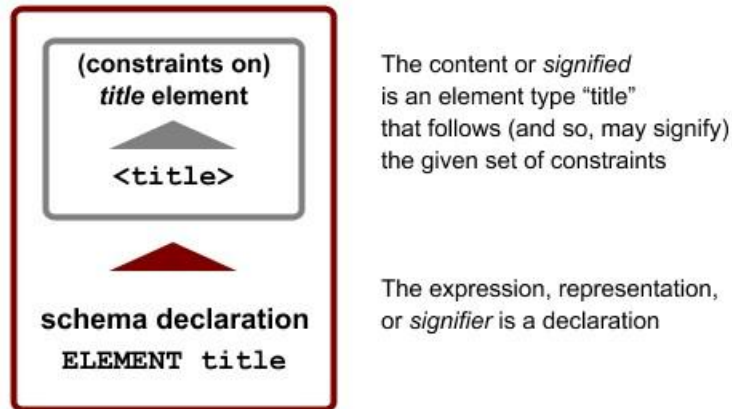 (constraints on)
title element
<title>
schema declaration
ELEMENT title
The content or signified
is an element type “title”
that follows (and so, may signify)
the given set of constraints
The expression, representation,
or signifier is a declaration